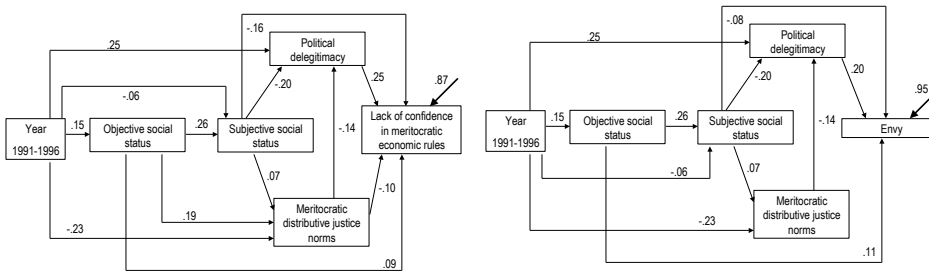 -.16
Political
delegitimacy
.25
-.20
.25
.87
-.06
Year
1991-1996
.15
Objective social
status
.26
Subjective social
status
-.14
Lack of confidence
in meritocratic
economic rules
.07
-.10
.19
Meritocratic
distributive justice
norms
-.23
.09
-.08
Political
delegitimacy
.25
-.20
.20
.95
Year
1991-1996
.15
Objective social
status
.26
Subjective social
status
-.14
Envy
-.06
.07
Meritocratic
distributive justice
norms
-.23
.11